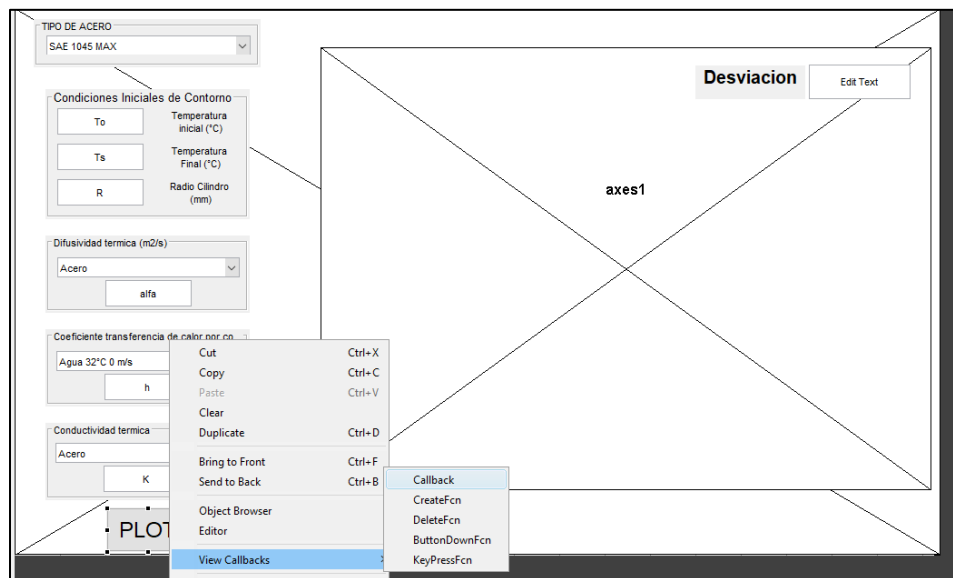 TIPO DE ACERO
SAE 1045 MAX
Desviacion
Edit Text
Condiciones Iniciales de Contorno
To
Temperatura
inicial (°C)
Ts
Temperatura
Final (°C)
R
Radio Cilindro
(mm)
axes1
Difusividad termica (m2/s)
Acero
alfa
Coeficiente transferencia de calor por co
Agua 32°C 0 m/s
h
Conductividad termica
Acero
K
PLOT
Cut Ctrl+X
Copy Ctrl+C
Paste Ctrl+V
Clear
Duplicate Ctrl+D
Bring to Front Ctrl+F
Send to Back Ctrl+B
Object Browser
Editor
View Callbacks
Callback
CreateFcn
DeleteFcn
ButtonDownFcn
KeyPressFcn